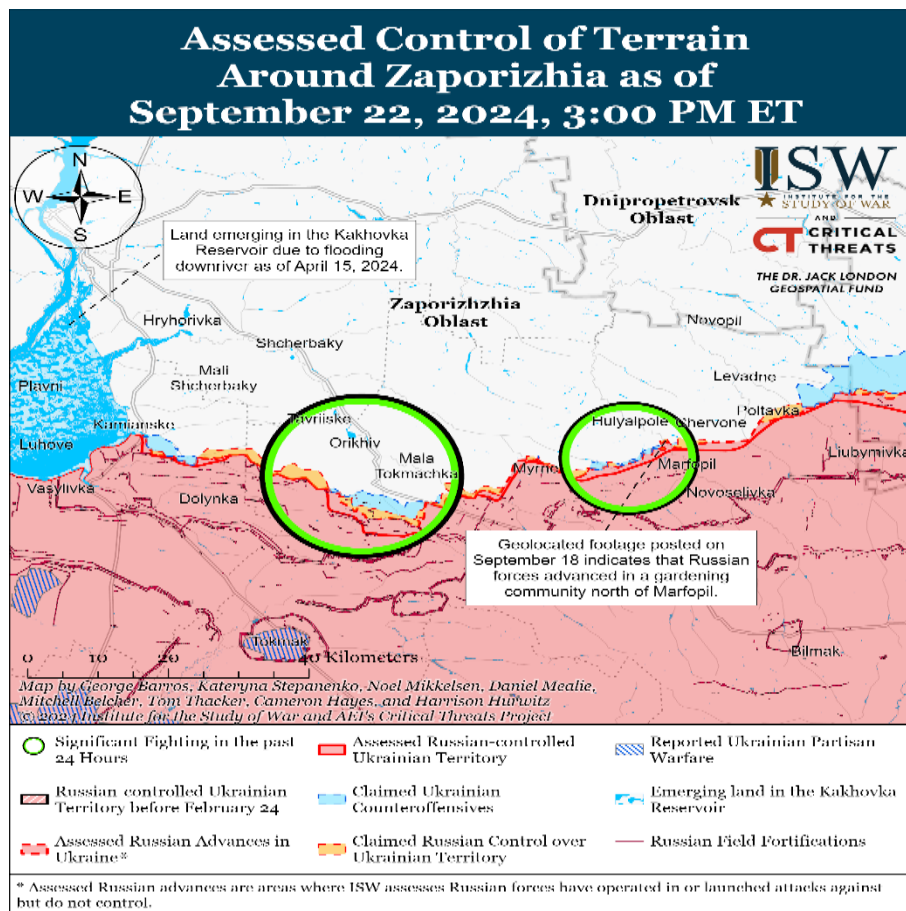 Assessed Control of Terrain
Around Zaporizhia as of
September 22, 2024, 3:00 PM ET
N
W
E
S
ISW
INSTITUTE FOR THE
STUDY OF WAR
AND
CT CRITICAL
THREATS
THE DR. JACK LONDON
GEOSPATIAL FUND
Dnipropetrovsk
Oblast
Land emerging in the Kakhovka
Reservoir due to flooding
downriver as of April 15, 2024.
Zaporizhzhia
Oblast
Hryhorivka
Novopil
Shcherbaky
Mali
Shcherbaky
Levadne
Plavni
Poltavka
Tavriiske
Hulyalpole
Chervone
Kamianske
Orikhiv
Luhove
Mala
Tokmachka
Myrne
Marfopil
Liubymivka
Vasylivka
Dolynka
Novoselivka
Geolocated footage posted on
September 18 indicates that Russian
forces advanced in a gardening
community north of Marfopil.
Tokmak
Bilmak
0 10 20 40 Kilometers
Map by George Barros, Kateryna Stepanenko, Noel Mikkelsen, Daniel Mealie,
Mitchell Belcher, Tom Thacker, Cameron Hayes, and Harrison Hurwitz
© 2024 Institute for the Study of War and AEI's Critical Threats Project
Significant Fighting in the past
24 Hours
Assessed Russian-controlled
Ukrainian Territory
Reported Ukrainian Partisan
Warfare
Russian-controlled Ukrainian
Territory before February 24
Claimed Ukrainian
Counteroffensives
Emerging land in the Kakhovka
Reservoir
Assessed Russian Advances in
Ukraine*
Claimed Russian Control over
Ukrainian Territory
Russian Field Fortifications
* Assessed Russian advances are areas where ISW assesses Russian forces have operated in or launched attacks against
but do not control.